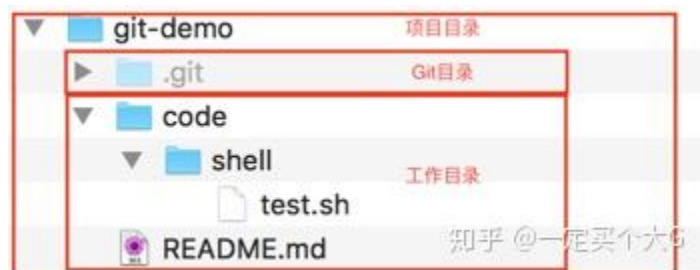 git-demo 项目目录
.git Git目录
code
shell
工作目录
test.sh
README.md
知乎 @一定买个大G